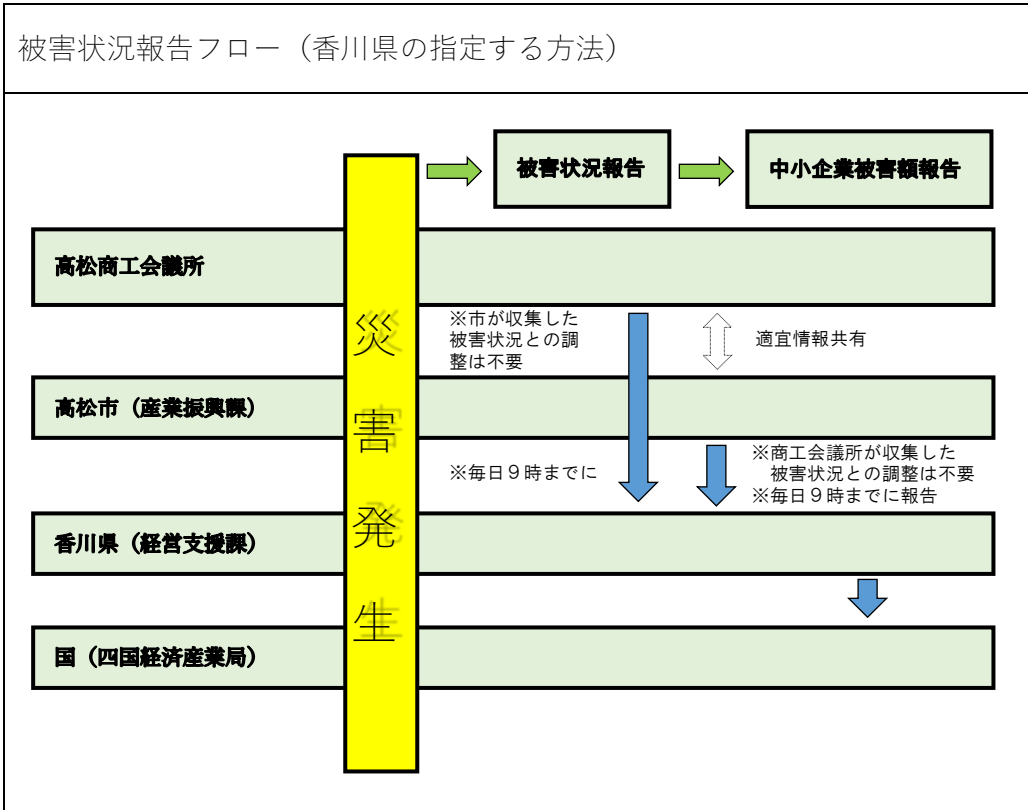 被害状況報告フロー（香川県の指定する方法）
被害状況報告
中小企業被害額報告
高松商工会議所
災害発生
※市が収集した
被害状況との調
整は不要
適宜情報共有
高松市（産業振興課）
※毎日９時までに
※商工会議所が収集した
被害状況との調整は不要
※毎日９時までに報告
香川県（経営支援課）
国（四国経済産業局）